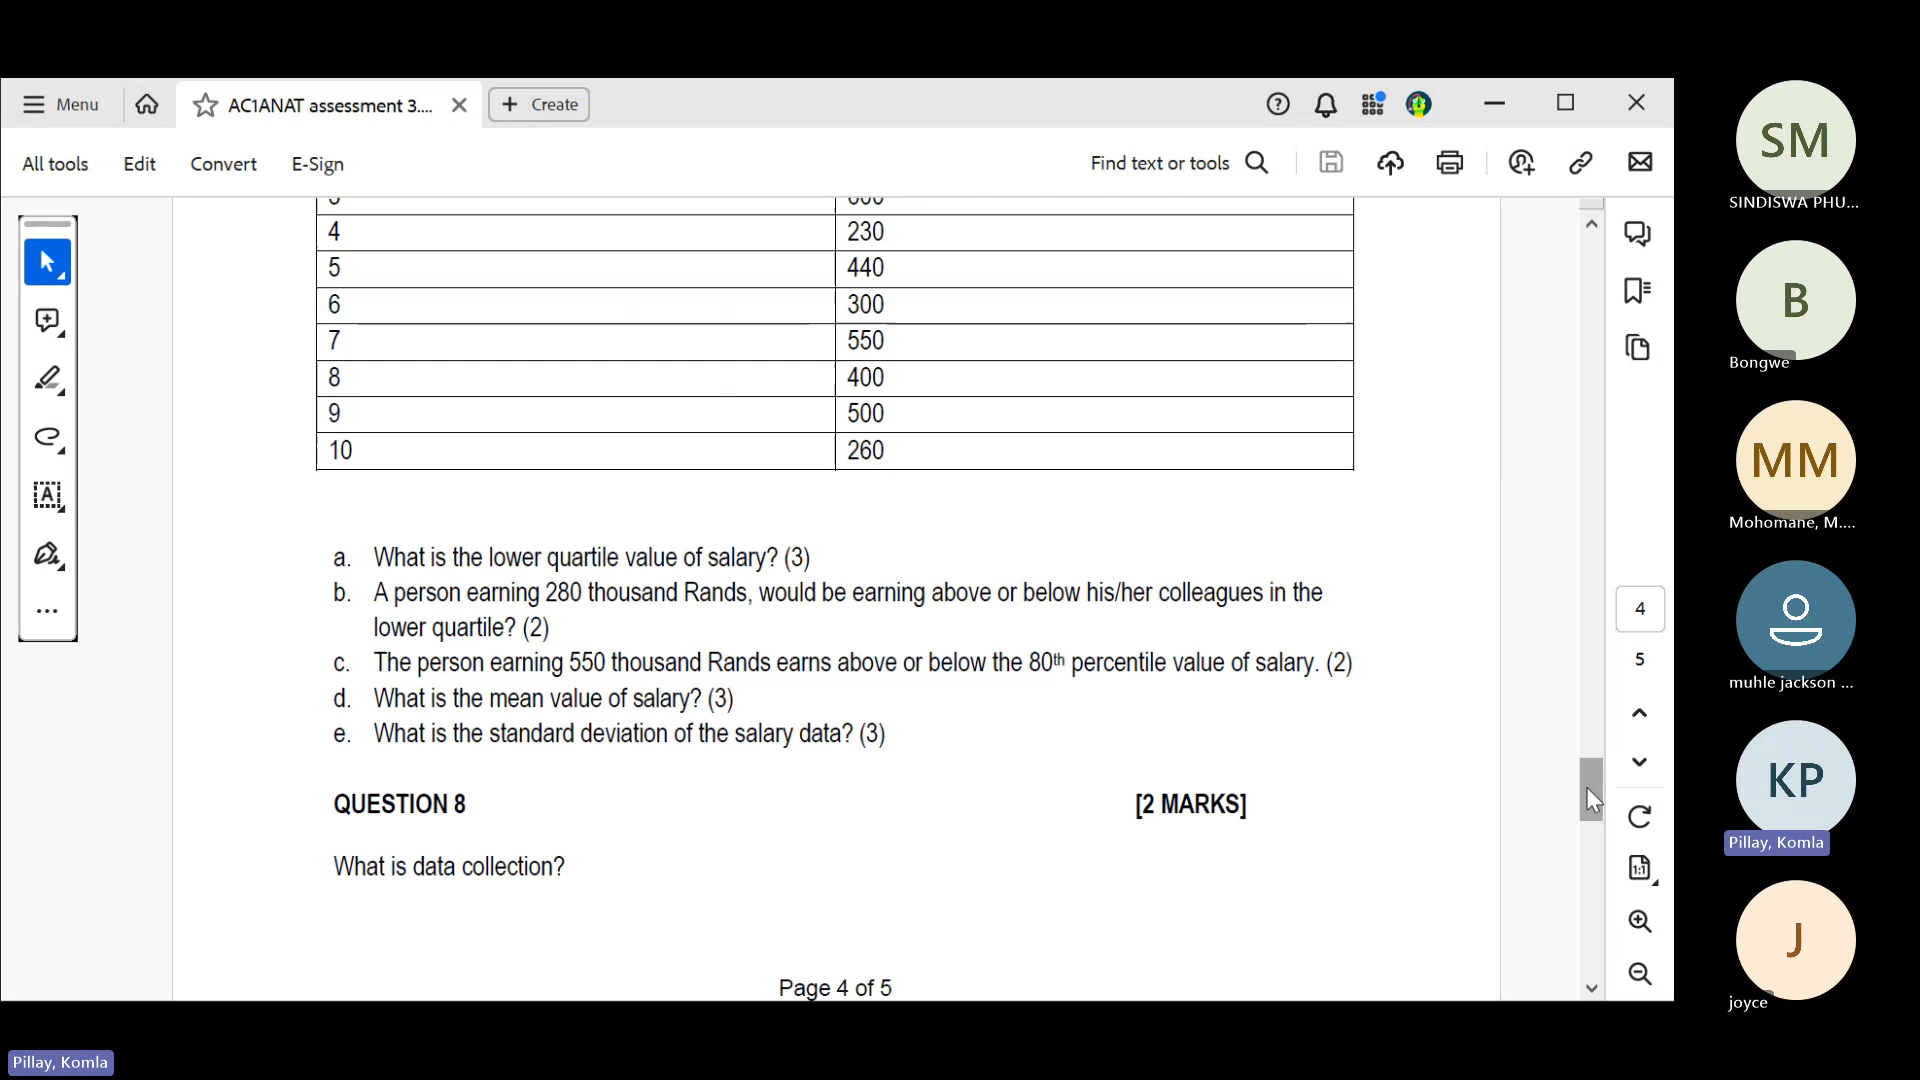 Menu
AC1ANAT assessment 3....
Create
All tools
Edit
Convert
E-Sign
Find text or tools
4 230
5 440
6 300
7 550
8 400
9 500
10 260
a. What is the lower quartile value of salary? (3)
b. A person earning 280 thousand Rands, would be earning above or below his/her colleagues in the
lower quartile? (2)
c. The person earning 550 thousand Rands earns above or below the 80th percentile value of salary. (2)
d. What is the mean value of salary? (3)
e. What is the standard deviation of the salary data? (3)
QUESTION 8 [2 MARKS]
What is data collection?
Page 4 of 5
4
5
1:1
SM
SINDISWA PHU...
B
Bongwe
MM
Mohomane, M....
muhle jackson ...
KP
Pillay, Komla
J
joyce
Pillay, Komla